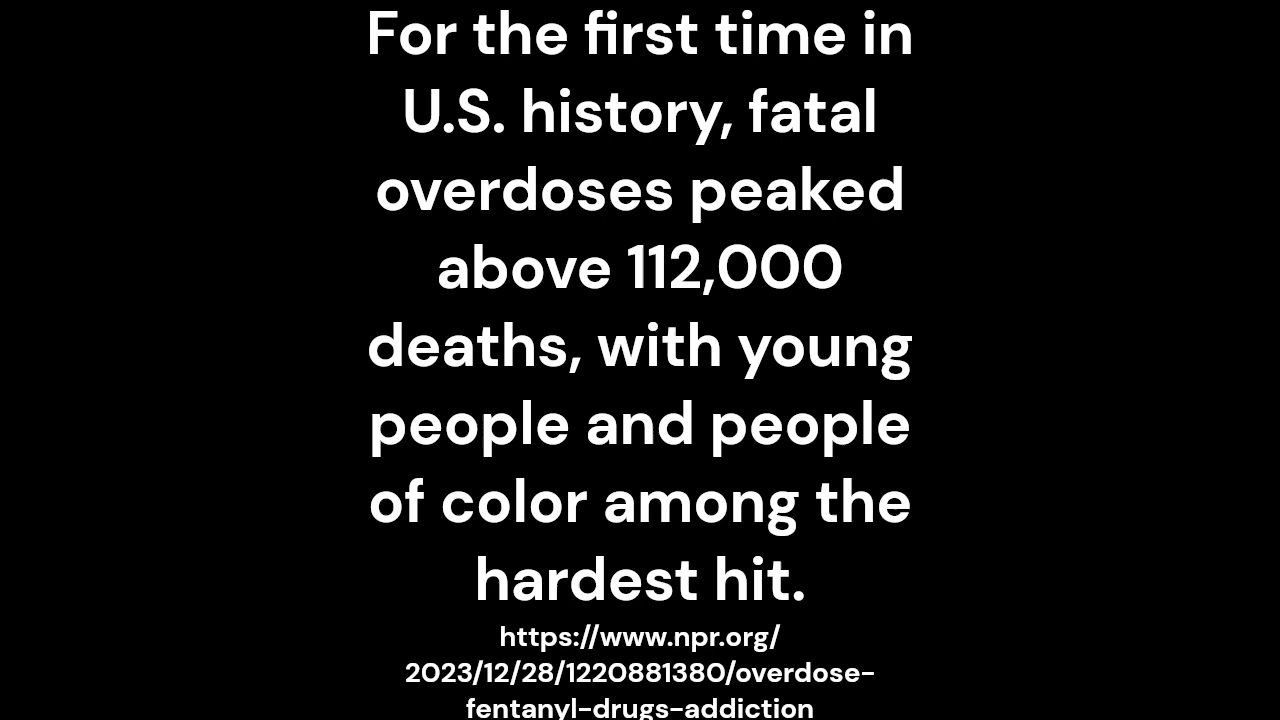 For the first time in
U.S. history, fatal
overdoses peaked
above 112,000
deaths, with young
people and people
of color among the
hardest hit.
https://www.npr.org/
2023/12/28/1220881380/overdose-
fentanyl-drugs-addiction